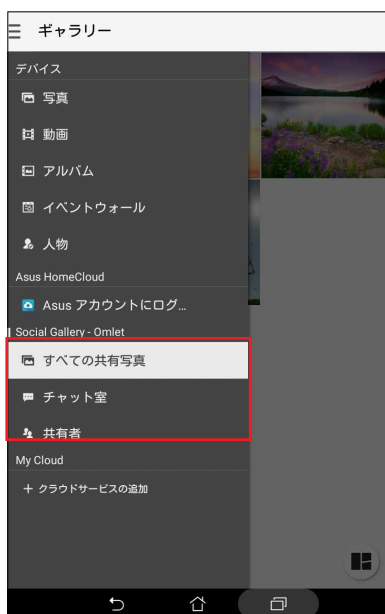 ギャラリー
デバイス
写真
動画
アルバム
イベントウォール
人物
Asus HomeCloud
Asus アカウントにログ...
Social Gallery - Omlet
すべての共有写真
チャット室
共有者
My Cloud
+ クラウドサービスの追加